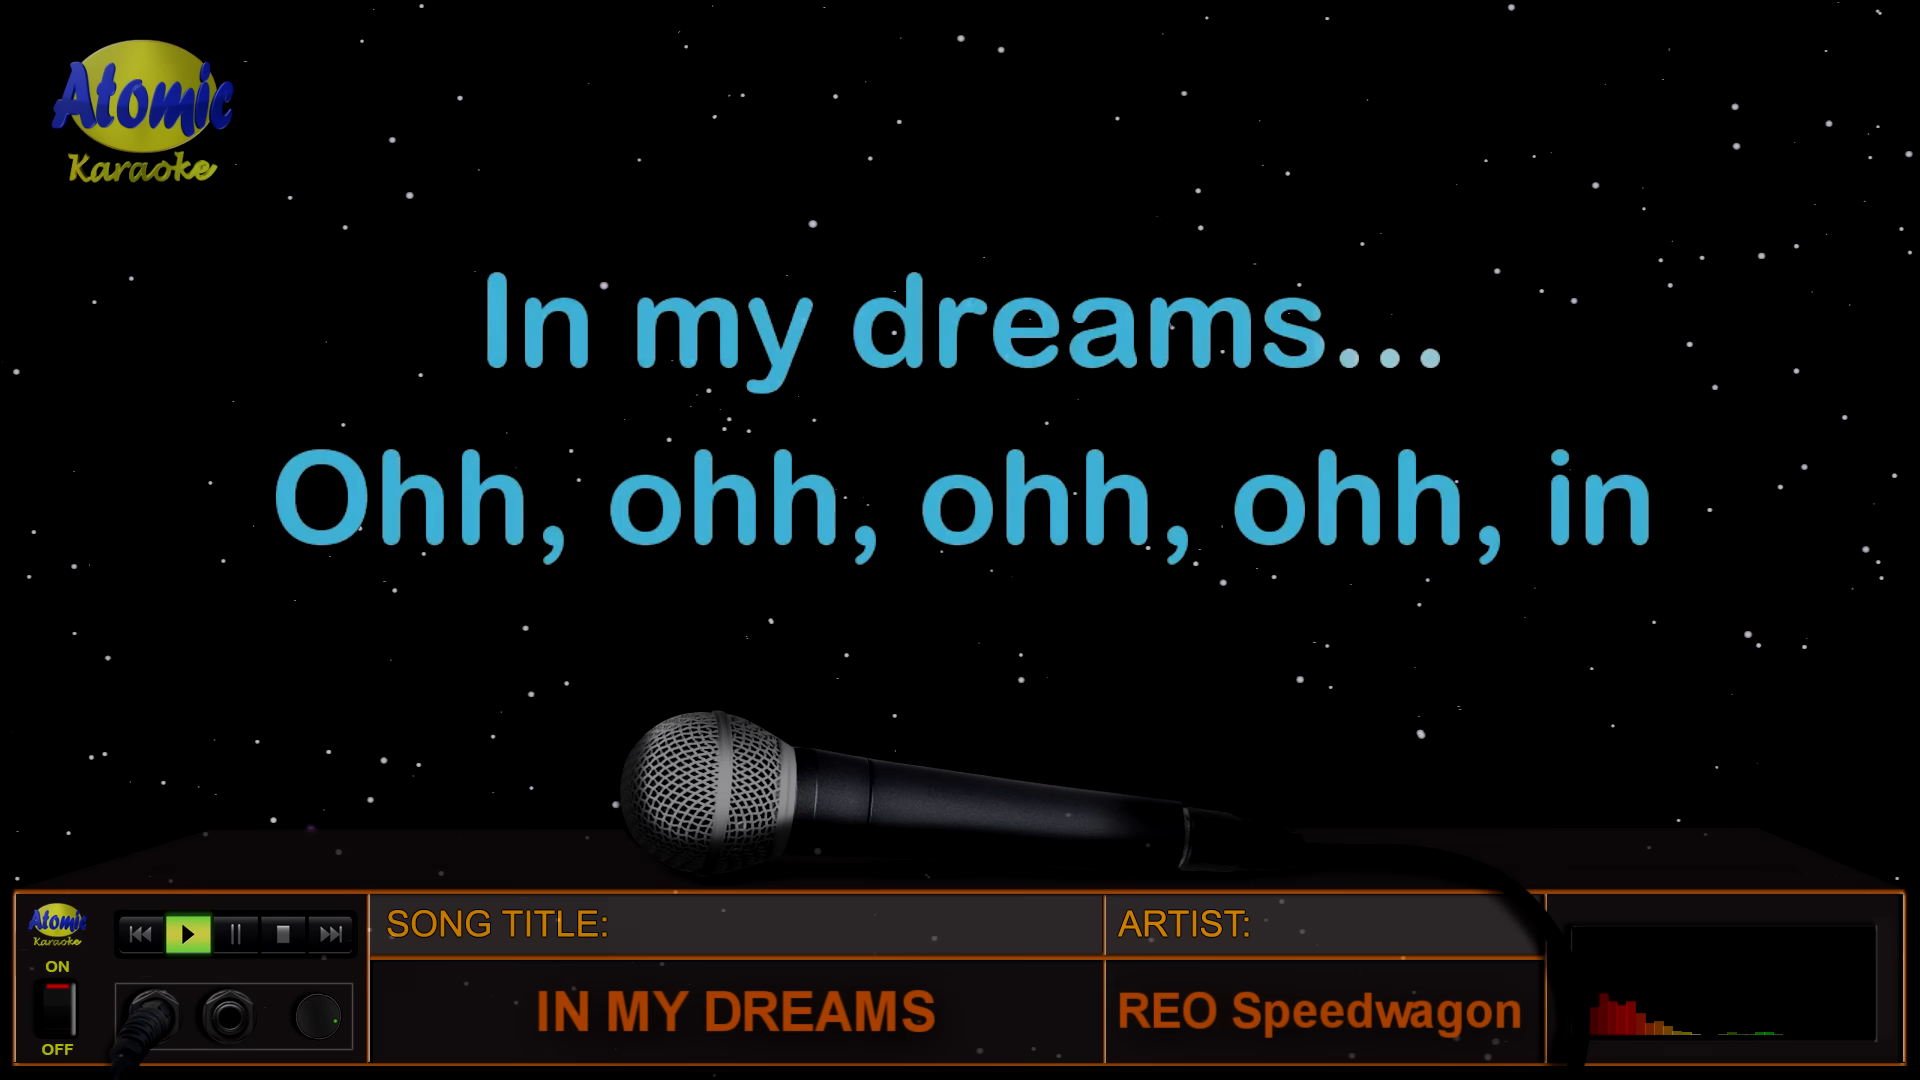 Atomic
Karaoke
In my dreams...
Ohh, ohh, ohh, ohh, in
Atomic
Karaoke
ON
OFF
SONG TITLE:
IN MY DREAMS
ARTIST:
REO Speedwagon